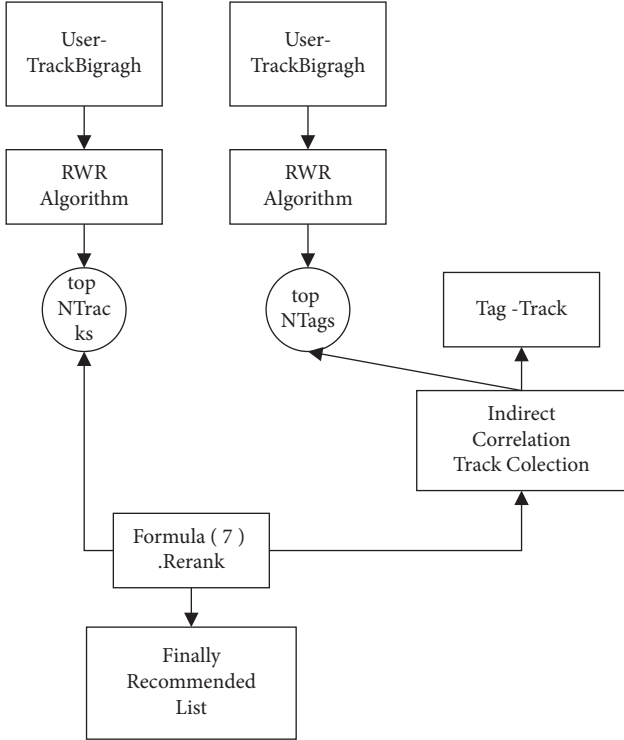 User-
TrackBigragh
User-
TrackBigragh
RWR
Algorithm
RWR
Algorithm
top
NTrac
ks
top
NTags
Tag -Track
Indirect
Correlation
Track Colection
Formula ( 7 )
.Rerank
Finally
Recommended
List